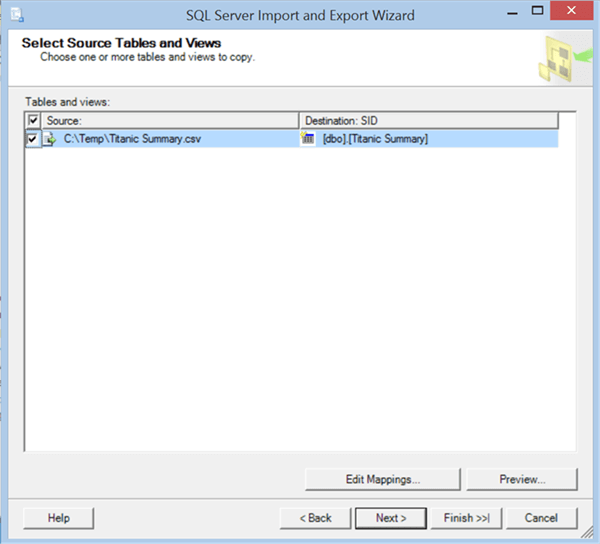 SQL Server Import and Export Wizard
Select Source Tables and Views
Choose one or more tables and views to copy.
Tables and views:
Source: Destination: SID
C:\Temp\Titanic Summary.csv [dbo].[Titanic Summary]
Edit Mappings... Preview...
Help < Back Next > Finish >>| Cancel